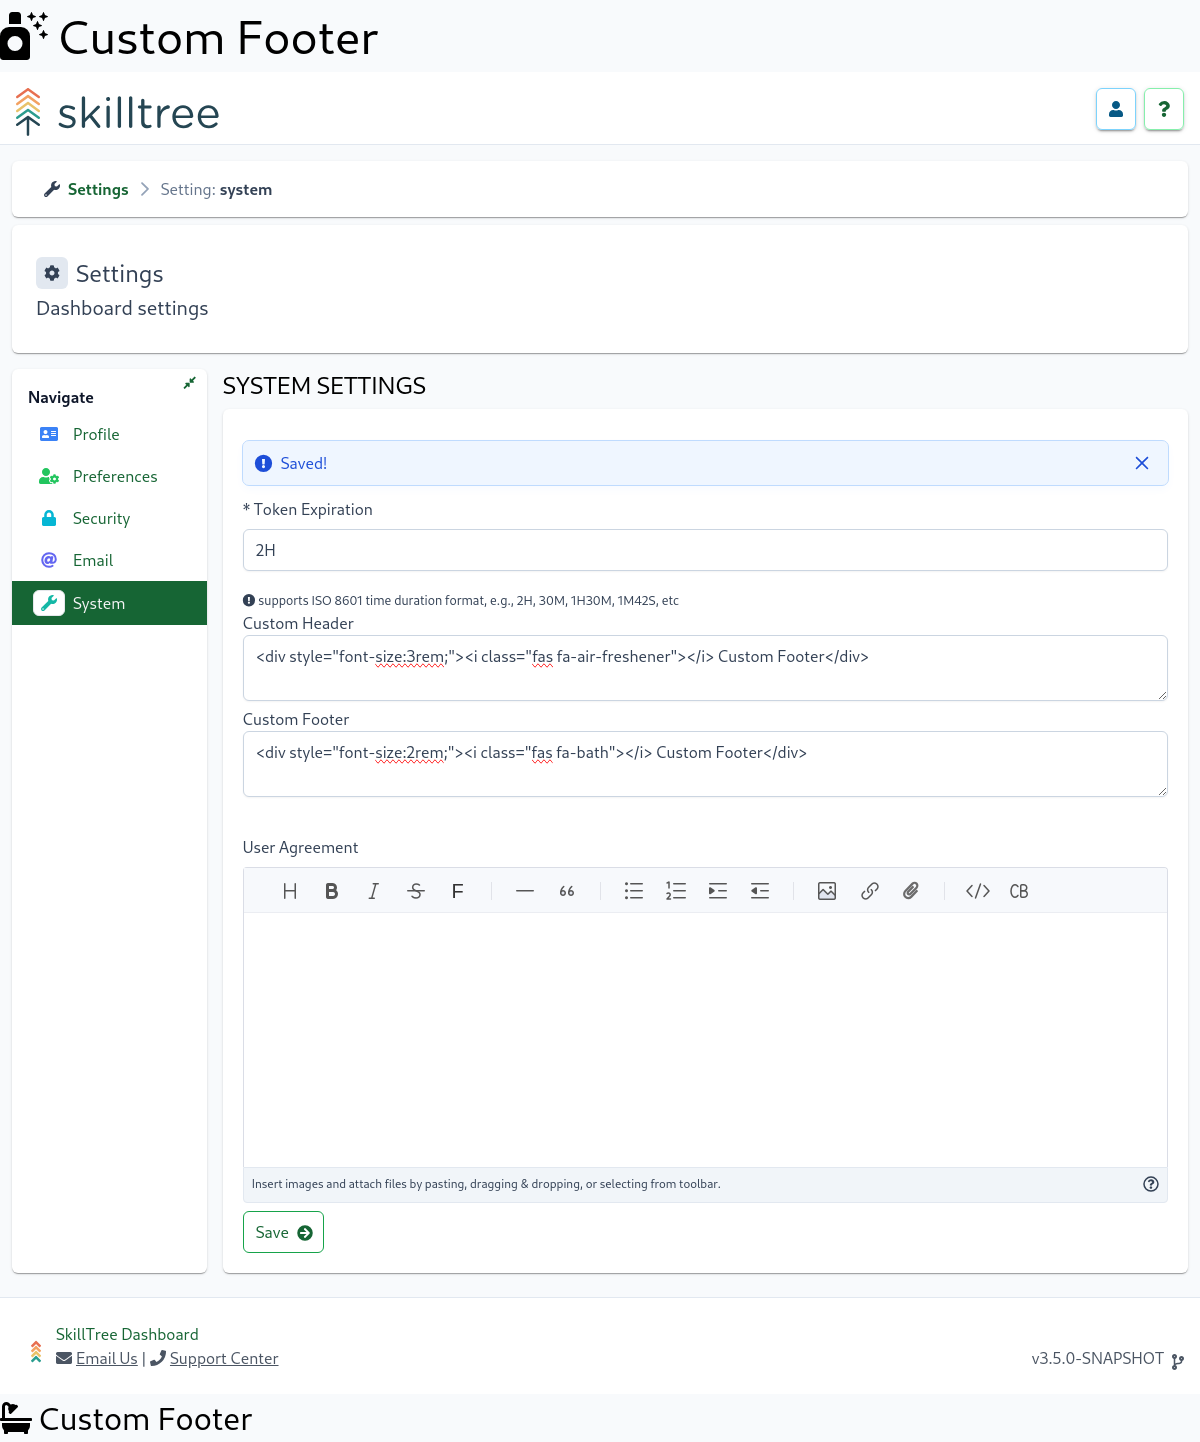 Custom Footer
skilltree
?
Settings
Setting: system
Settings
Dashboard settings
Navigate
Profile
Preferences
Security
Email
System
SYSTEM SETTINGS
Saved!
* Token Expiration
2H
supports ISO 8601 time duration format, e.g., 2H, 30M, 1H30M, 1M42S, etc
Custom Header
<div style="font-size:3rem;"><i class="fas fa-air-freshener"></i> Custom Footer</div>
Custom Footer
<div style="font-size:2rem;"><i class="fas fa-bath"></i> Custom Footer</div>
User Agreement
H B I S F — 66 </> CB
Insert images and attach files by pasting, dragging & dropping, or selecting from toolbar.
Save
SkillTree Dashboard
Email Us | Support Center
v3.5.0-SNAPSHOT
Custom Footer